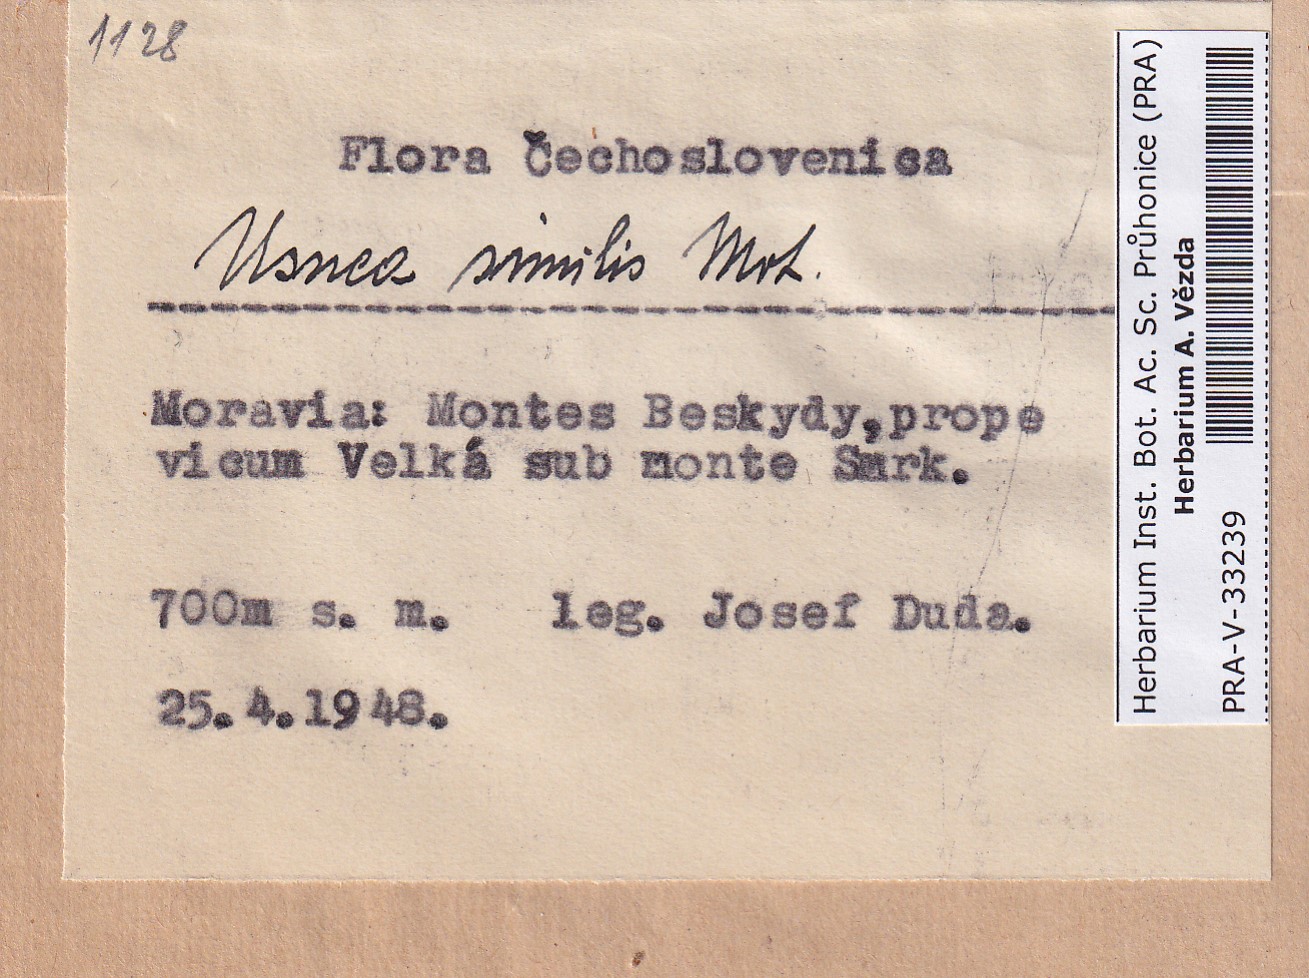 1128
Flora Čechoslovenica
Usnea similis Mot.
Moravia: Montes Beskydy, prope
vicum Velká sub monte Smrk.
700m s. m. leg. Josef Duda.
25.4.1948.
Herbarium Inst. Bot. Ac. Sc. Průhonice (PRA)
Herbarium A. Vězda
PRA-V-33239